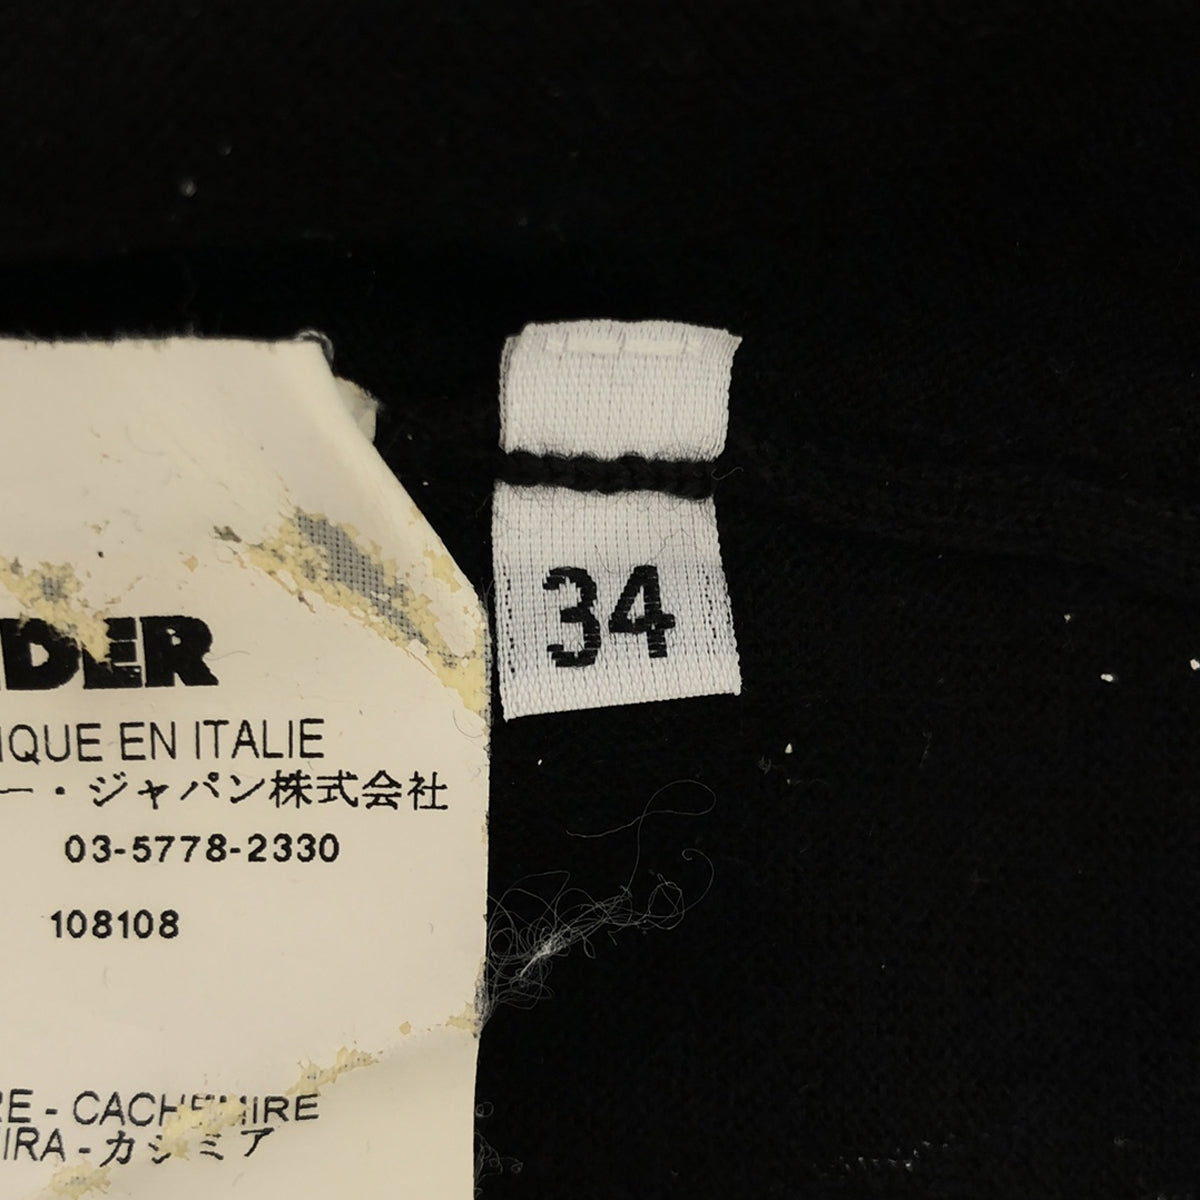 34
DER
IQUE EN ITALIE
ー・ジャパン株式会社
03-5778-2330
108108
RE - CACHEMIRE
IRA - カシミア